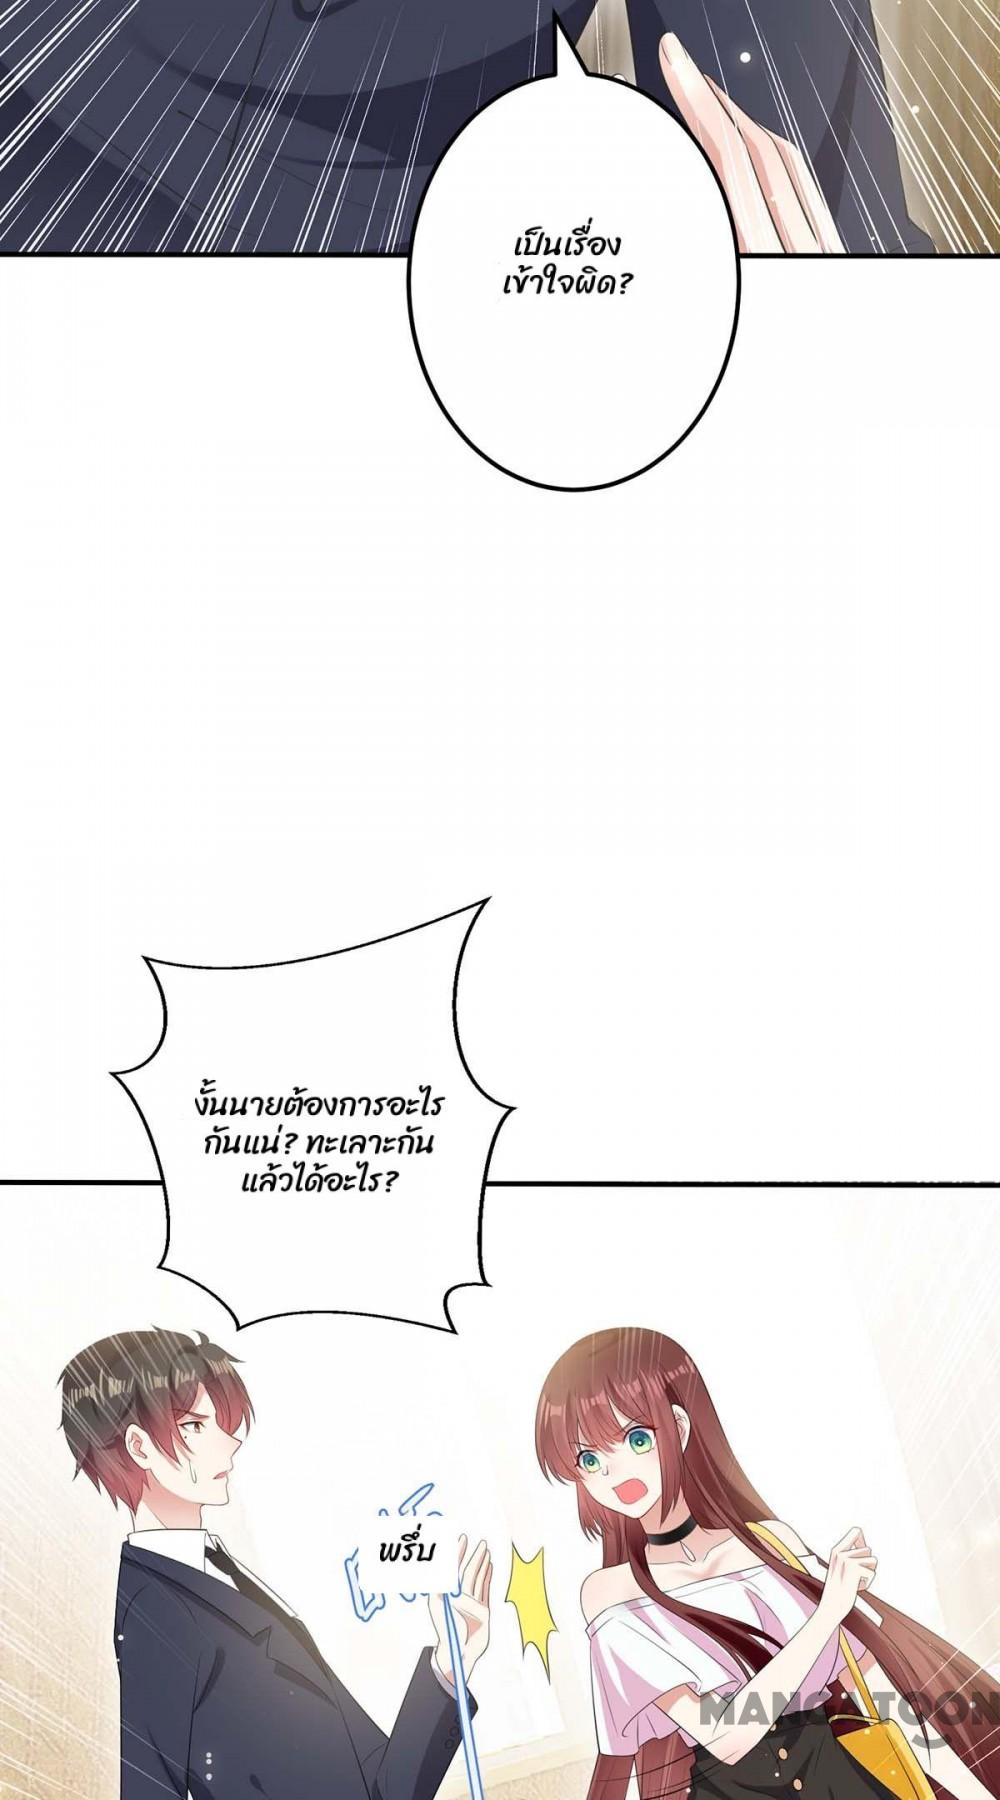 เป็นเรื่อง
เข้าใจผิด?
งั้นนายต้องการอะไร
กันแน่? ทะเลาะกัน
แล้วได้อะไร?
พรึ่บ
MANGATOON